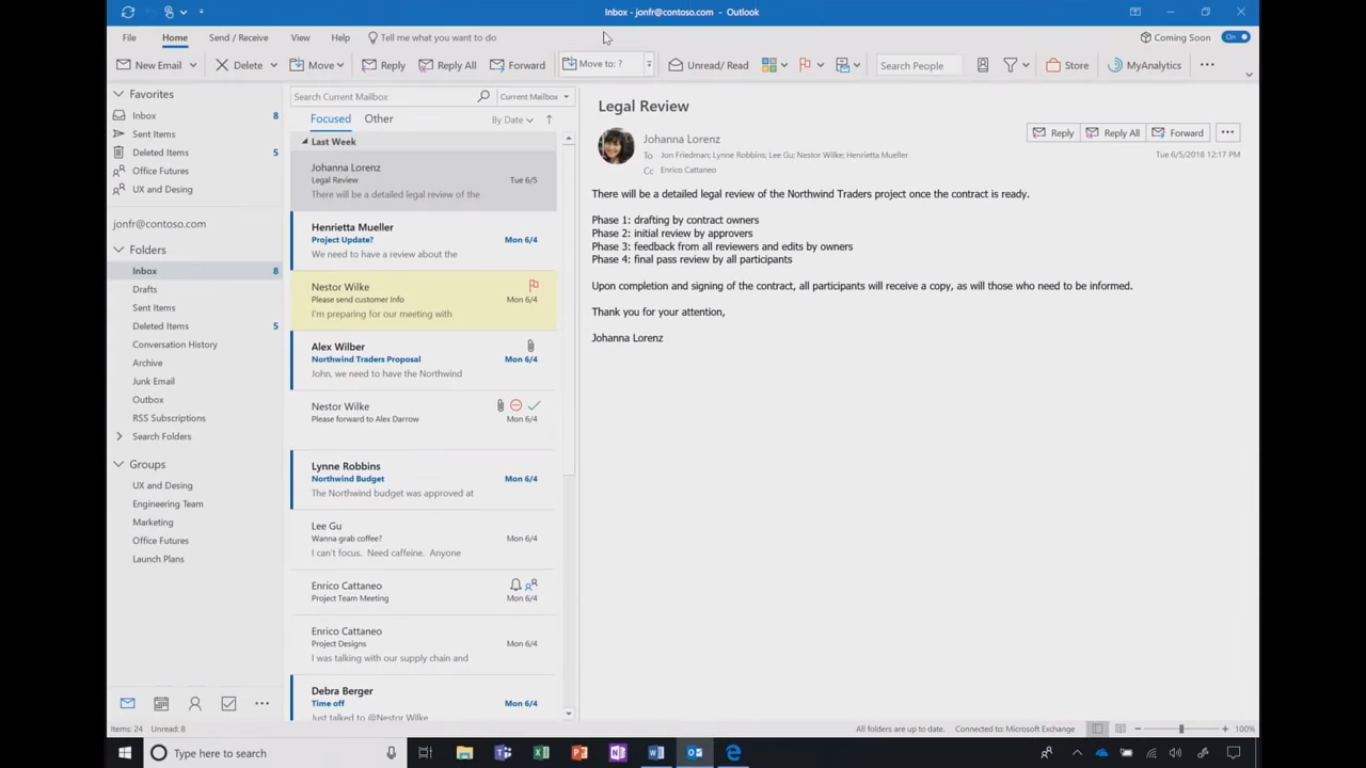 Inbox - jonfr@contoso.com - Outlook
File Home Send / Receive View Help Tell me what you want to do Coming Soon On
New Email Delete Move Reply Reply All Forward Move to: ? Unread/ Read Search People Store MyAnalytics
Favorites
Inbox 8
Sent Items
Deleted Items 5
Office Futures
UX and Desing
jonfr@contoso.com
Folders
Inbox 8
Drafts
Sent Items
Deleted Items 5
Conversation History
Archive
Junk Email
Outbox
RSS Subscriptions
Search Folders
Groups
UX and Desing
Engineering Team
Marketing
Office Futures
Launch Plans
Search Current Mailbox Current Mailbox
Focused Other By Date
Last Week
Johanna Lorenz
Legal Review Tue 6/5
There will be a detailed legal review of the
Henrietta Mueller
Project Update? Mon 6/4
We need to have a review about the
Nestor Wilke
Please send customer info Mon 6/4
I'm preparing for our meeting with
Alex Wilber
Northwind Traders Proposal Mon 6/4
John, we need to have the Northwind
Nestor Wilke
Please forward to Alex Darrow Mon 6/4
Lynne Robbins
Northwind Budget Mon 6/4
The Northwind budget was approved at
Lee Gu
Wanna grab coffee? Mon 6/4
I can't focus. Need caffeine. Anyone
Enrico Cattaneo
Project Team Meeting Mon 6/4
Enrico Cattaneo
Project Designs Mon 6/4
I was talking with our supply chain and
Debra Berger
Time off Mon 6/4
Just talked to @Nestor Wilke
Legal Review
Johanna Lorenz
Reply Reply All Forward
To Jon Friedman; Lynne Robbins; Lee Gu; Nestor Wilke; Henrietta Mueller Tue 6/5/2018 12:17 PM
Cc Enrico Cattaneo
There will be a detailed legal review of the Northwind Traders project once the contract is ready.
Phase 1: drafting by contract owners
Phase 2: initial review by approvers
Phase 3: feedback from all reviewers and edits by owners
Phase 4: final pass review by all participants
Upon completion and signing of the contract, all participants will receive a copy, as will those who need to be informed.
Thank you for your attention,
Johanna Lorenz
Items: 24 Unread: 8 All folders are up to date. Connected to: Microsoft Exchange 100%
Type here to search